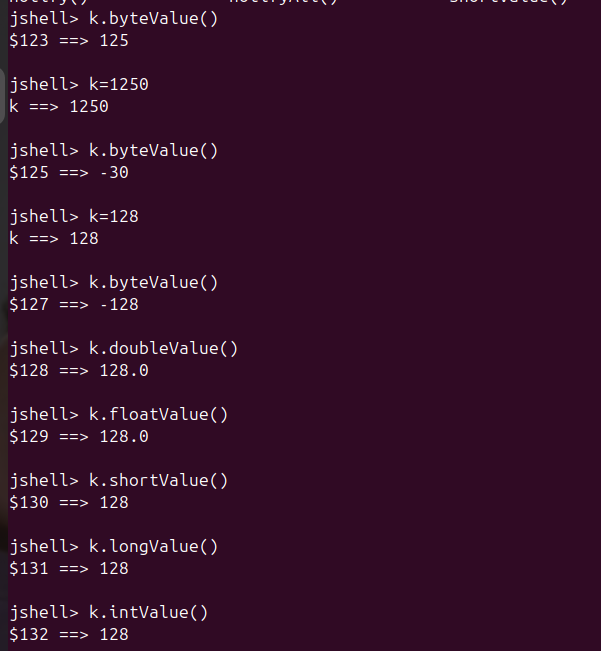 notify() notifyAll() shortValue()
jshell> k.byteValue()
$123 ==> 125
jshell> k=1250
k ==> 1250
jshell> k.byteValue()
$125 ==> -30
jshell> k=128
k ==> 128
jshell> k.byteValue()
$127 ==> -128
jshell> k.doubleValue()
$128 ==> 128.0
jshell> k.floatValue()
$129 ==> 128.0
jshell> k.shortValue()
$130 ==> 128
jshell> k.longValue()
$131 ==> 128
jshell> k.intValue()
$132 ==> 128